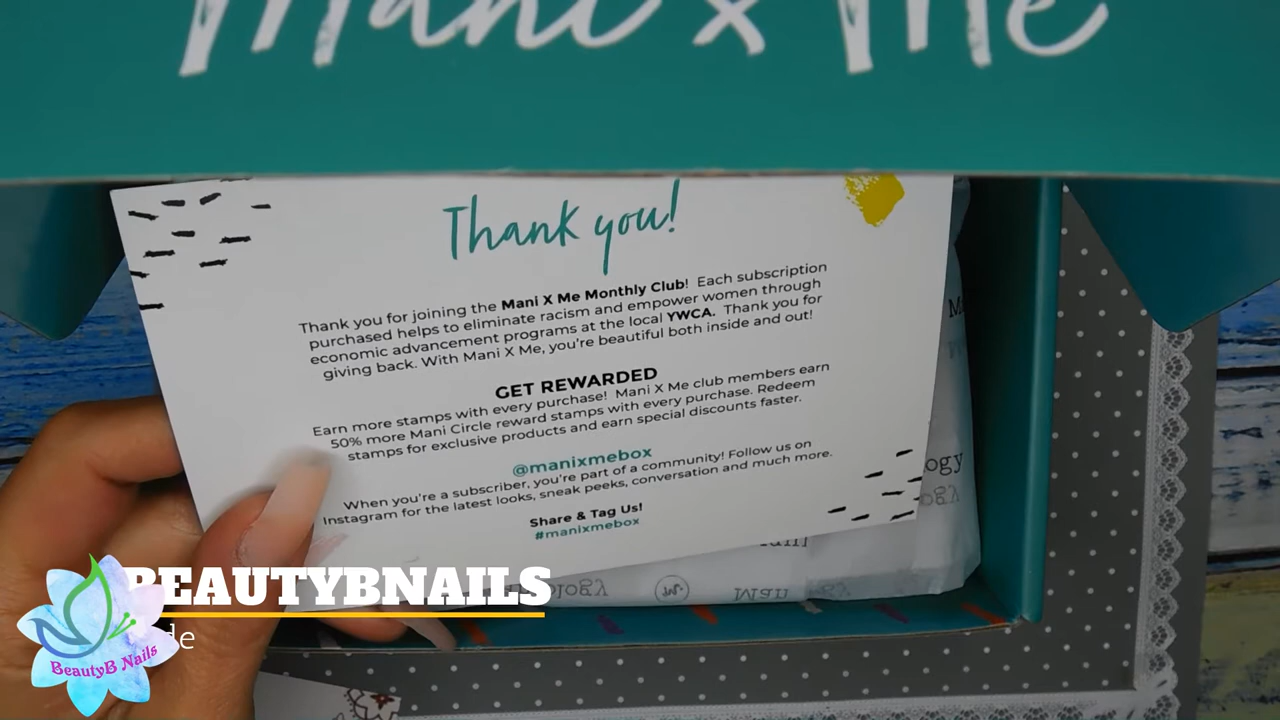 Mani x Me
Thank you!
Thank you for joining the Mani X Me Monthly Club! Each subscription
purchased helps to eliminate racism and empower women through
economic advancement programs at the local YWCA. Thank you for
giving back. With Mani X Me, you're beautiful both inside and out!
GET REWARDED
Earn more stamps with every purchase! Mani X Me club members earn
50% more Mani Circle reward stamps with every purchase. Redeem
stamps for exclusive products and earn special discounts faster.
@manixmebox
When you're a subscriber, you're part of a community! Follow us on
Instagram for the latest looks, sneak peeks, conversation and much more.
Share & Tag Us!
#manixmebox
ology
ology
Man
BEAUTYBNAILS
de
BeautyB Nails